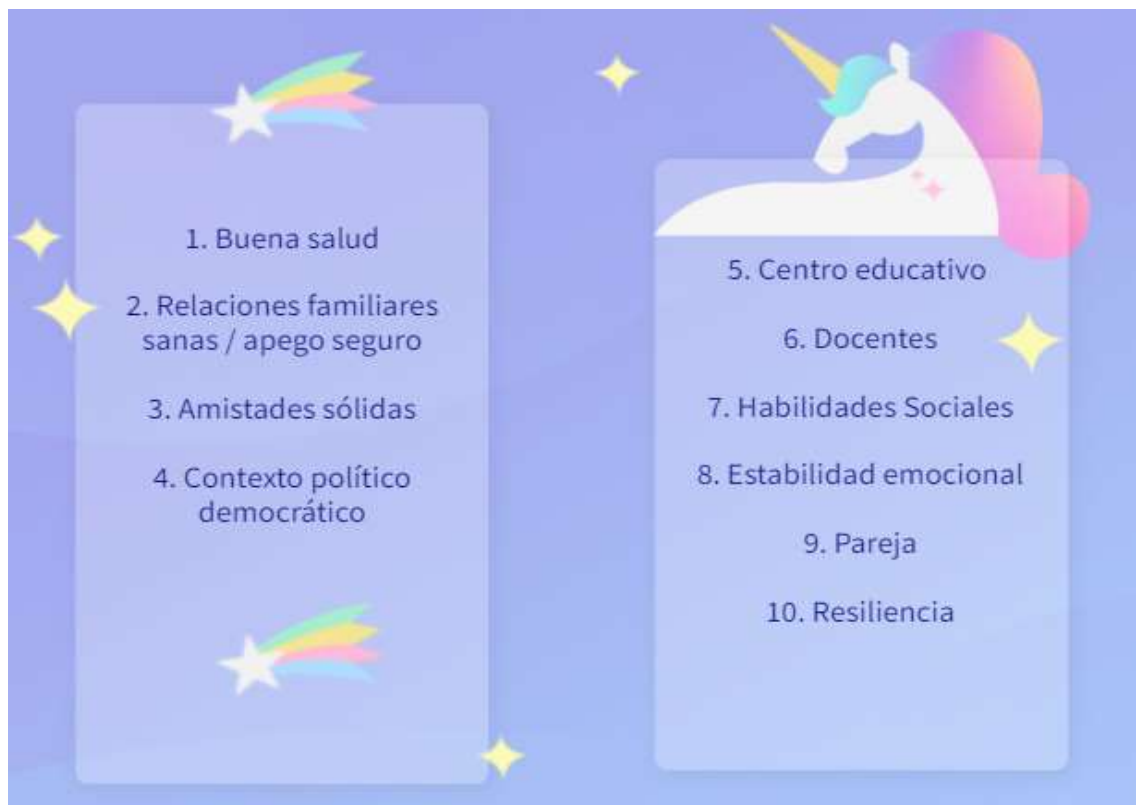 1. Buena salud
2. Relaciones familiares
sanas / apego seguro
3. Amistades sólidas
4. Contexto político
democrático
5. Centro educativo
6. Docentes
7. Habilidades Sociales
8. Estabilidad emocional
9. Pareja
10. Resiliencia